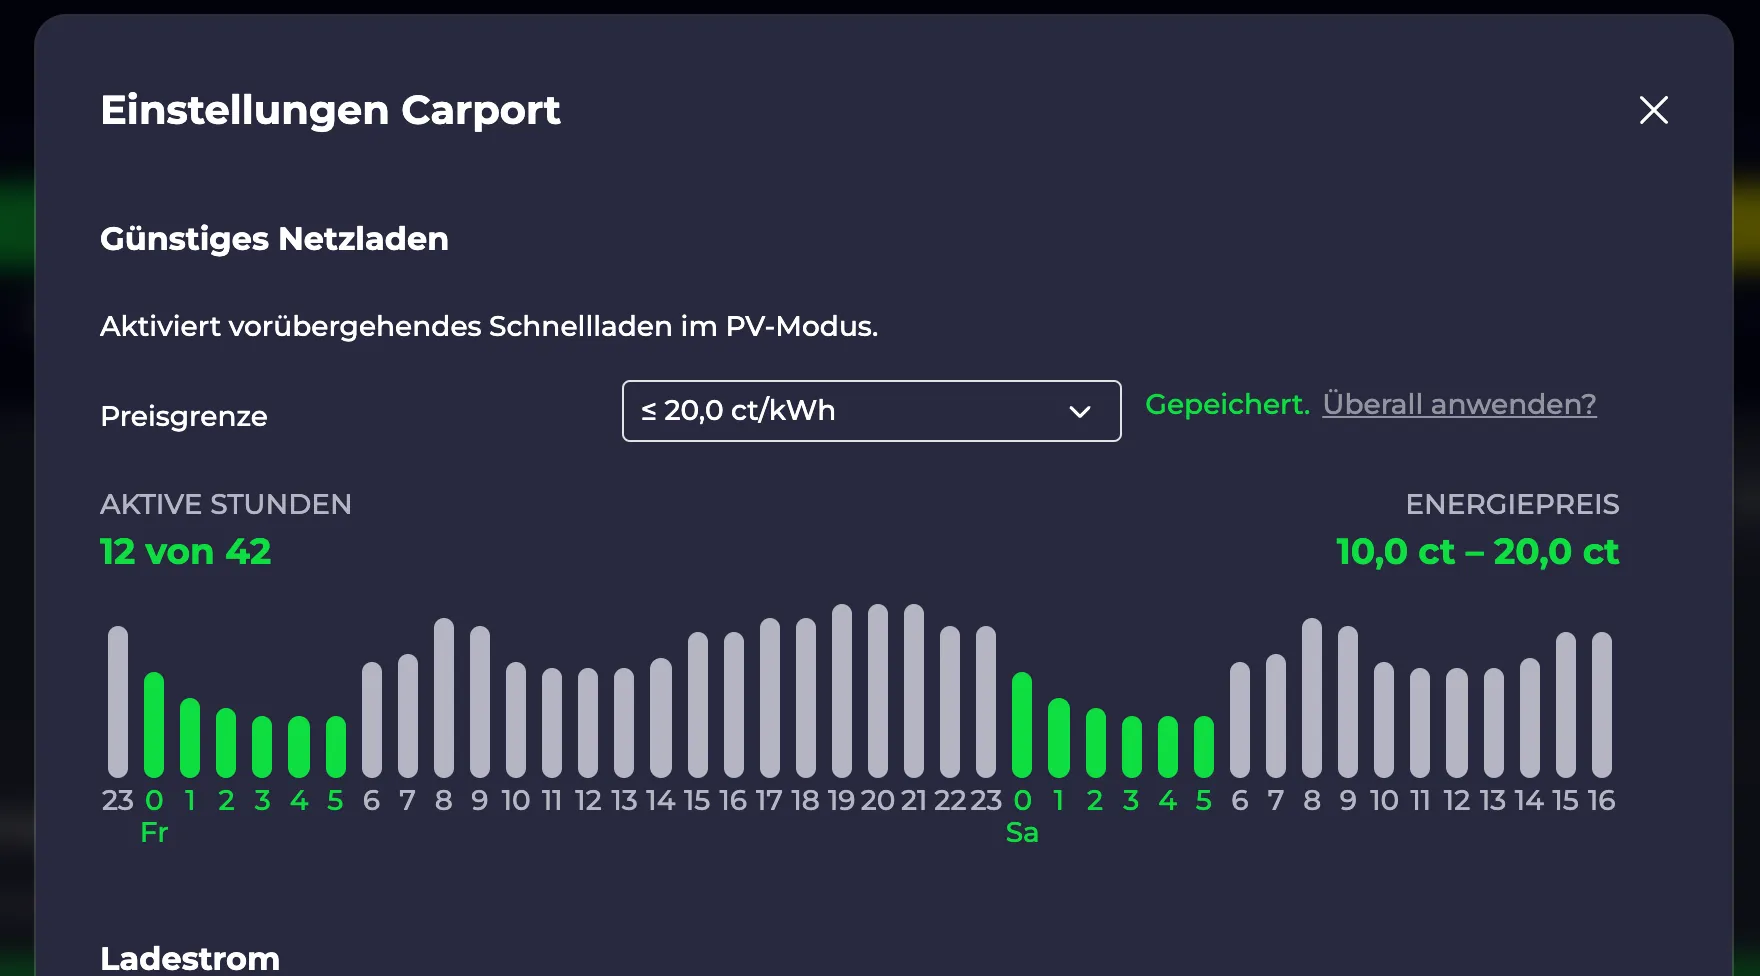 Einstellungen Carport
Günstiges Netzladen
Aktiviert vorübergehendes Schnellladen im PV-Modus.
Preisgrenze
≤ 20,0 ct/kWh
Gepeichert. Überall anwenden?
AKTIVE STUNDEN
12 von 42
ENERGIEPREIS
10,0 ct – 20,0 ct
23 0 1 2 3 4 5 6 7 8 9 10 11 12 13 14 15 16 17 18 19 20 21 22 23 0 1 2 3 4 5 6 7 8 9 10 11 12 13 14 15 16
Fr Sa
Ladestrom